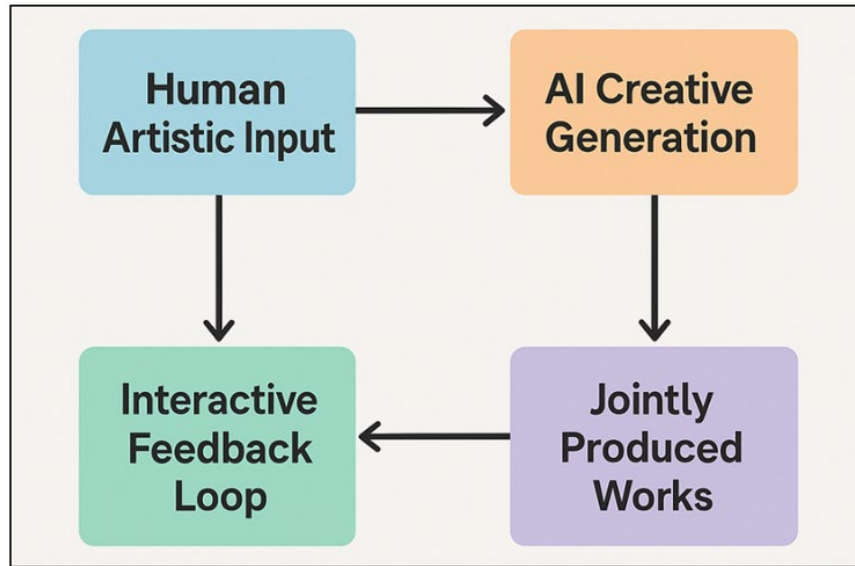 Human
Artistic Input
AI Creative
Generation
Interactive
Feedback
Loop
Jointly
Produced
Works